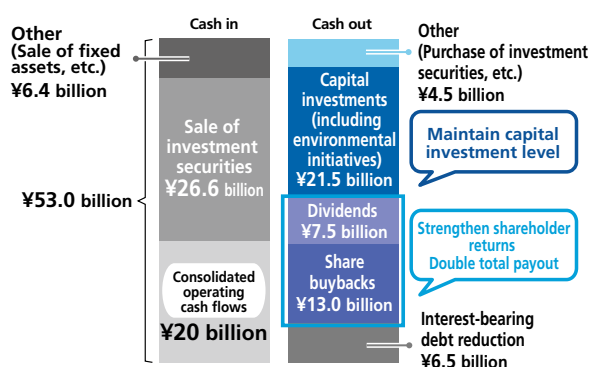 Cash in
Cash out
Other
(Sale of fixed
assets, etc.)
¥6.4 billion
Sale of
investment
securities
¥26.6 billion
¥53.0 billion
Consolidated
operating
cash flows
¥20 billion
Other
(Purchase of investment
securities, etc.)
¥4.5 billion
Capital
investments
(including
environmental
initiatives)
¥21.5 billion
Maintain capital
investment level
Dividends
¥7.5 billion
Share
buybacks
¥13.0 billion
Strengthen shareholder
returns
Double total payout
Interest-bearing
debt reduction
¥6.5 billion